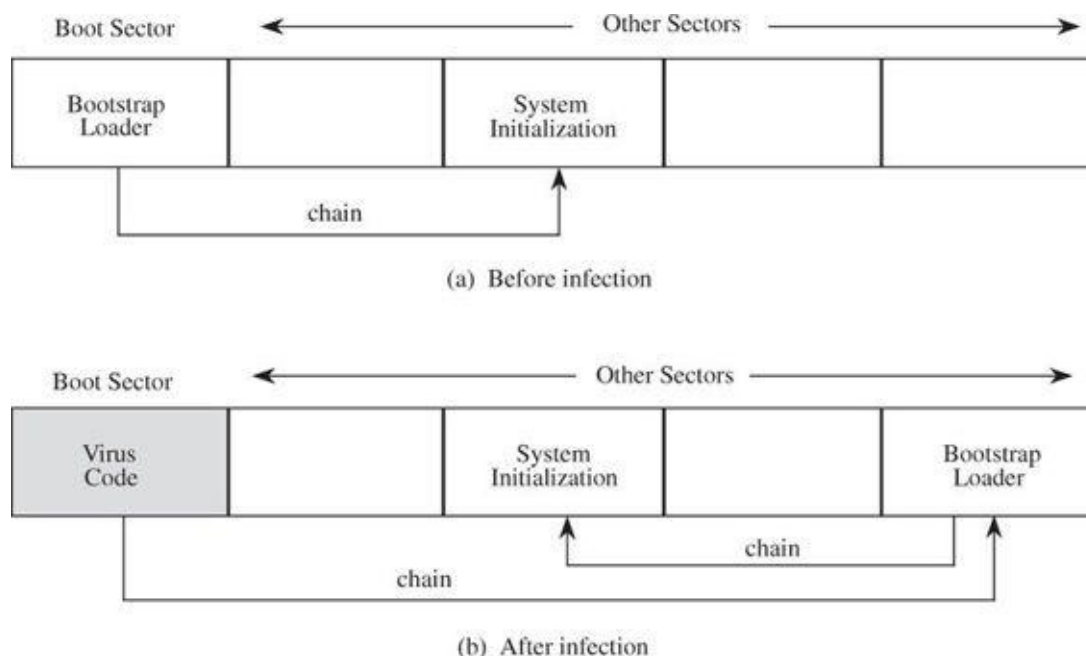 Boot Sector
Other Sectors
Bootstrap
Loader
System
Initialization
chain
(a) Before infection
Boot Sector
Other Sectors
Virus
Code
System
Initialization
Bootstrap
Loader
chain
chain
(b) After infection